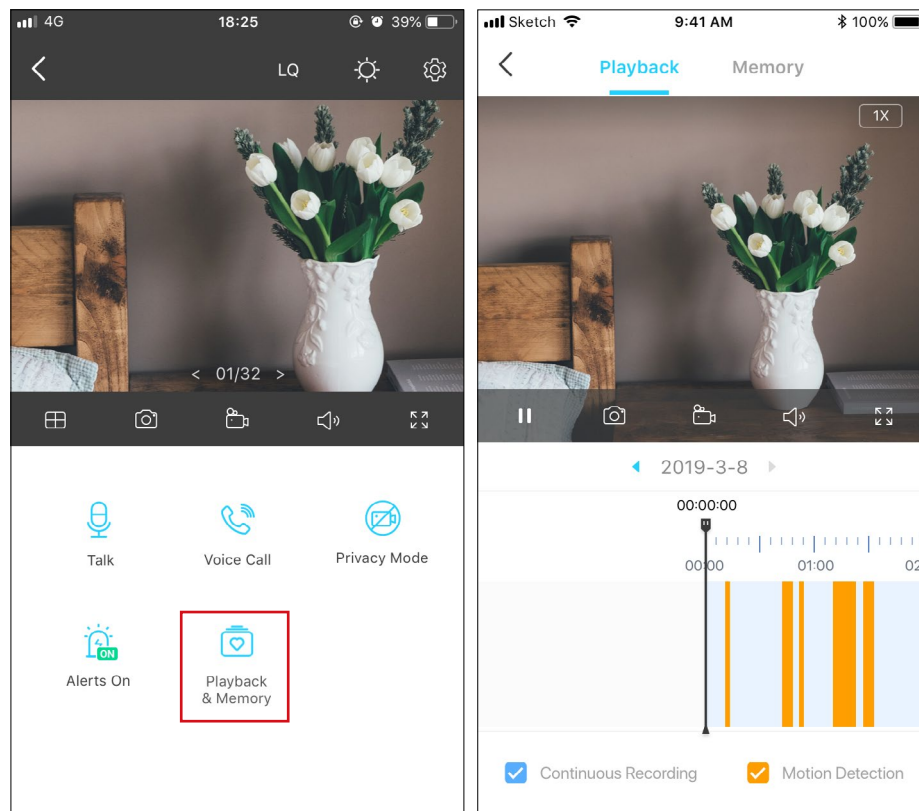 4G 18:25 39%
LQ
< 01/32 >
Talk
Voice Call
Privacy Mode
ON
Alerts On
Playback
& Memory
Sketch 9:41 AM 100%
Playback Memory
1X
2019-3-8
00:00:00
00:00 01:00 02
Continuous Recording Motion Detection